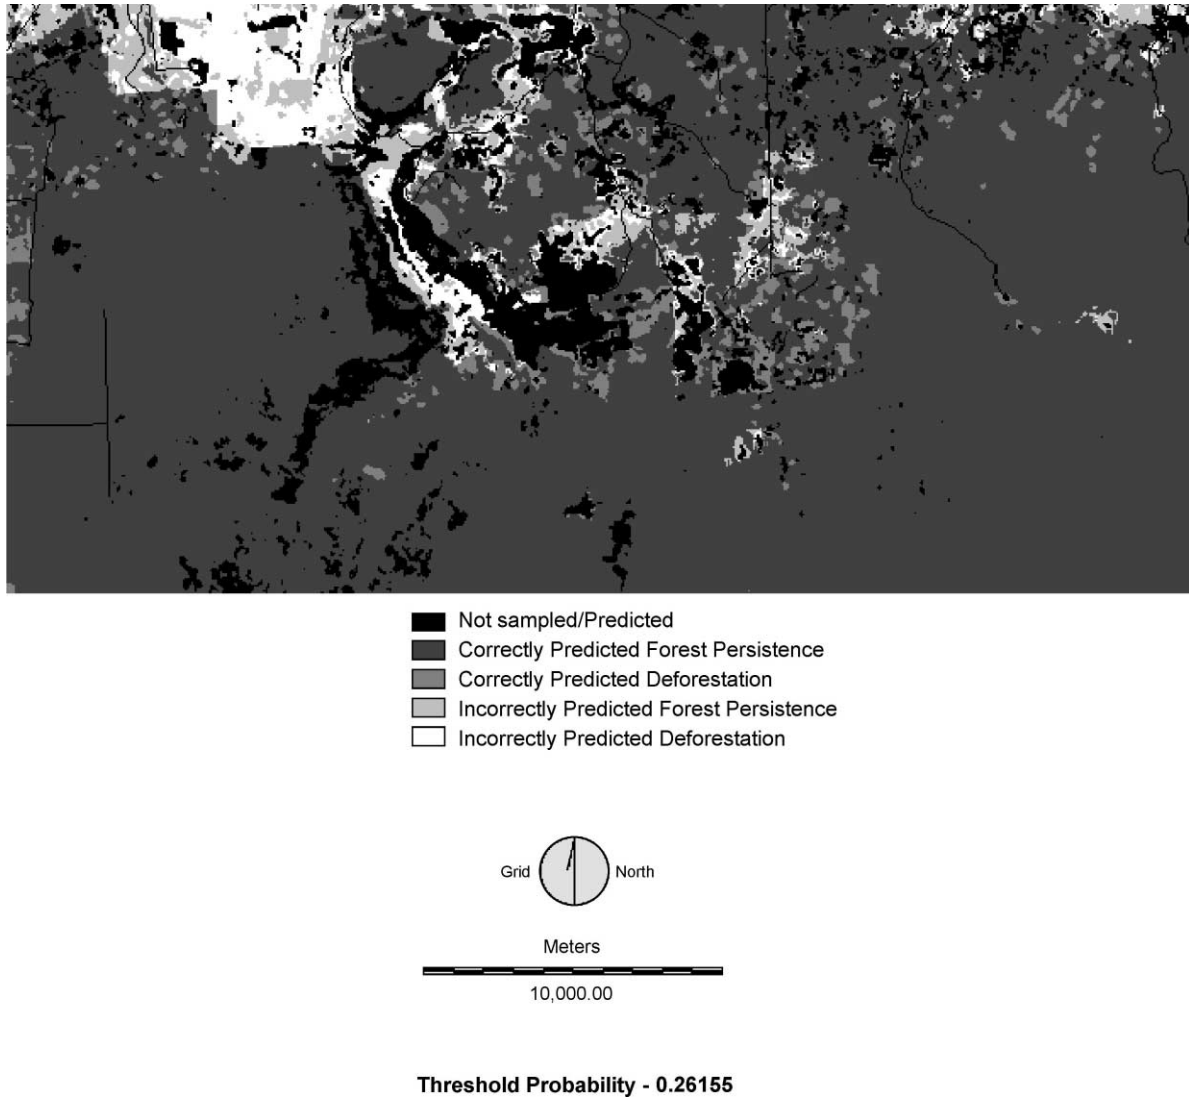 Not sampled/Predicted
Correctly Predicted Forest Persistence
Correctly Predicted Deforestation
Incorrectly Predicted Forest Persistence
Incorrectly Predicted Deforestation
Grid North
Meters
10,000.00
Threshold Probability - 0.26155